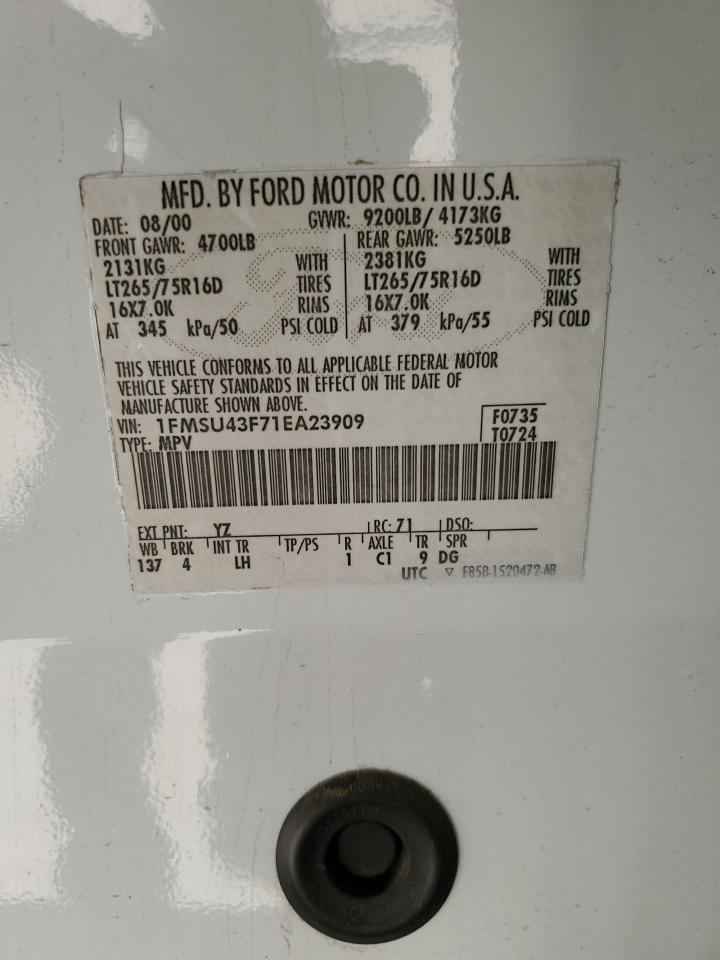 MFD. BY FORD MOTOR CO. IN U.S.A.
DATE: 08/00 GVWR: 9200LB/ 4173KG
FRONT GAWR: 4700LB REAR GAWR: 5250LB
2131KG WITH 2381KG WITH
LT265/75R16D TIRES LT265/75R16D TIRES
16X7.0K RIMS 16X7.0K RIMS
AT 345 kPa/50 PSI COLD AT 379 kPa/55 PSI COLD
THIS VEHICLE CONFORMS TO ALL APPLICABLE FEDERAL MOTOR
VEHICLE SAFETY STANDARDS IN EFFECT ON THE DATE OF
MANUFACTURE SHOWN ABOVE.
VIN: 1FMSU43F71EA23909 F0735
TYPE: MPV T0724
EXT PNT: YZ RC: 71 DSO:
WB BRK INT TR TP/PS R AXLE TR SPR
137 4 LH 1 C1 9 DG
UTC ▽ F85B-1520472-AB